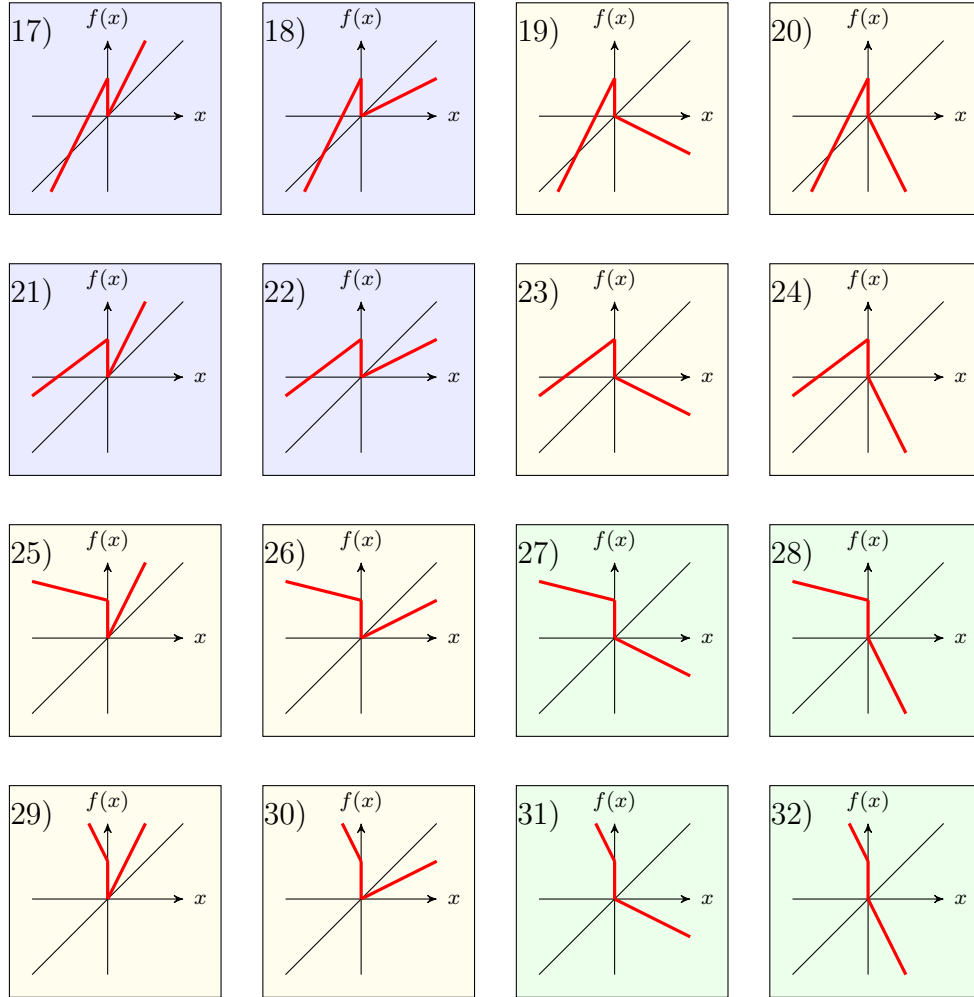 17) f(x) x 18) f(x) x 19) f(x) x 20) f(x) x
21) f(x) x 22) f(x) x 23) f(x) x 24) f(x) x
25) f(x) x 26) f(x) x 27) f(x) x 28) f(x) x
29) f(x) x 30) f(x) x 31) f(x) x 32) f(x) x